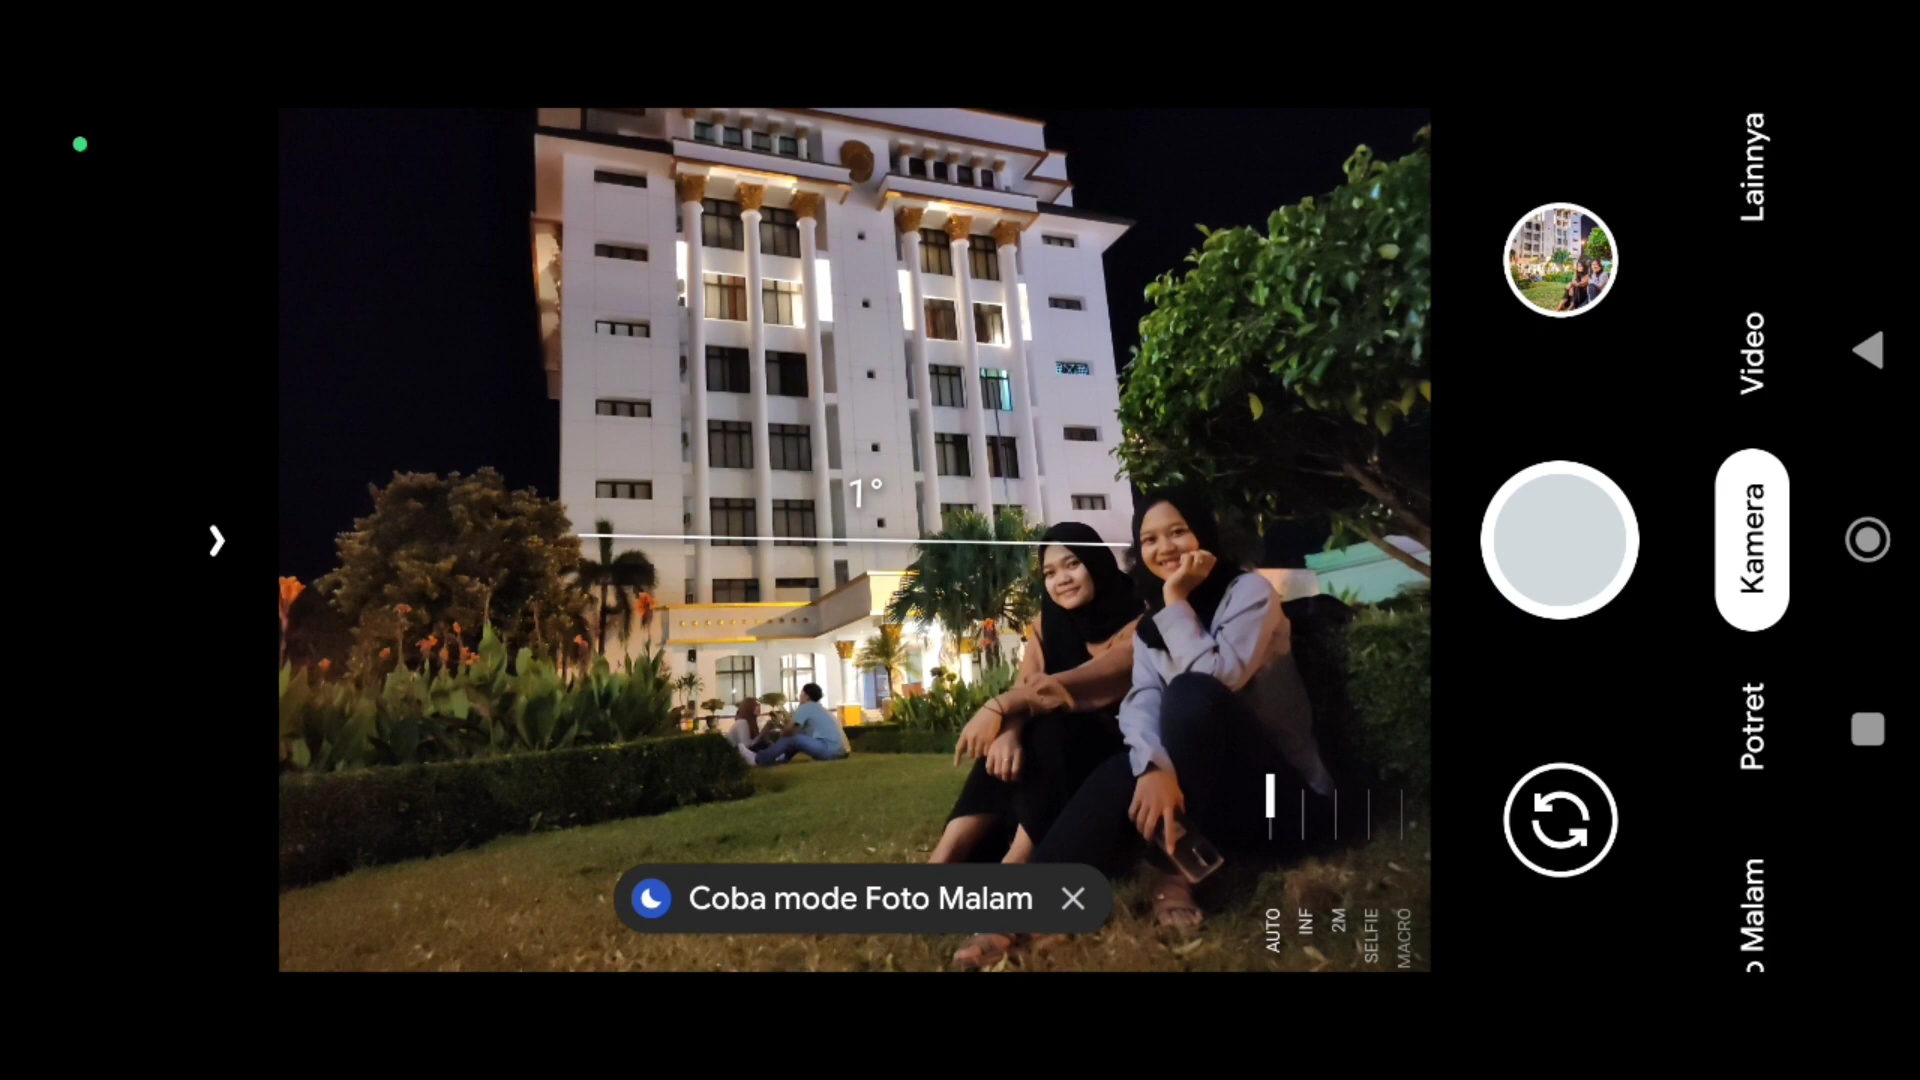 1°
Coba mode Foto Malam
AUTO
INF
2M
SELFIE
MACRO
Lainnya
Video
Kamera
Potret
Malam